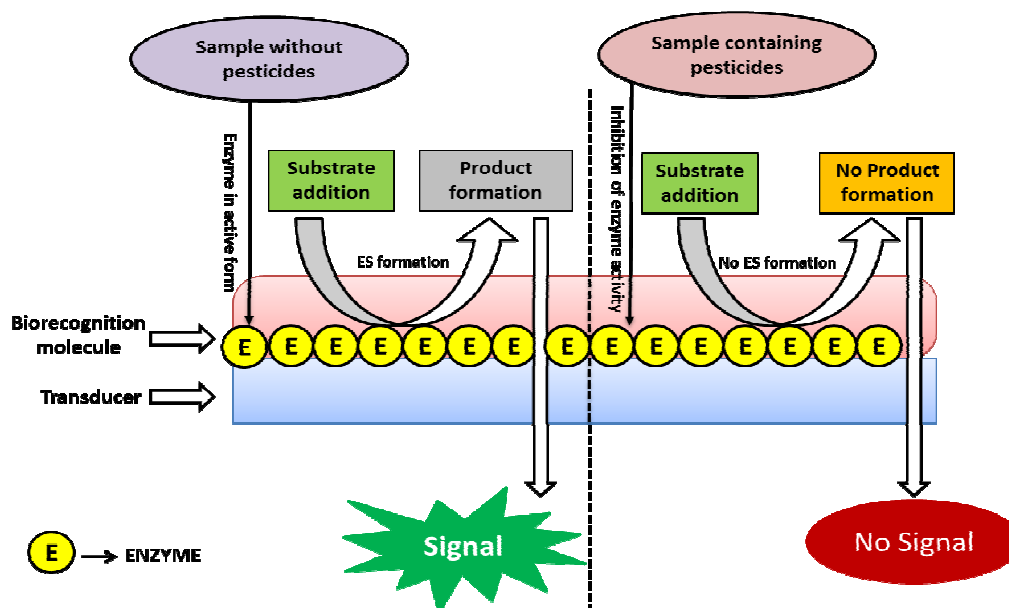 Sample without
pesticides
Sample containing
pesticides
Enzyme in active form
Substrate
addition
Product
formation
Inhibition of enzyme activity
Substrate
addition
No Product
formation
ES formation
No ES formation
Biorecognition
molecule
E E E E E E E E E E E E E E E
Transducer
Signal
No Signal
E
ENZYME